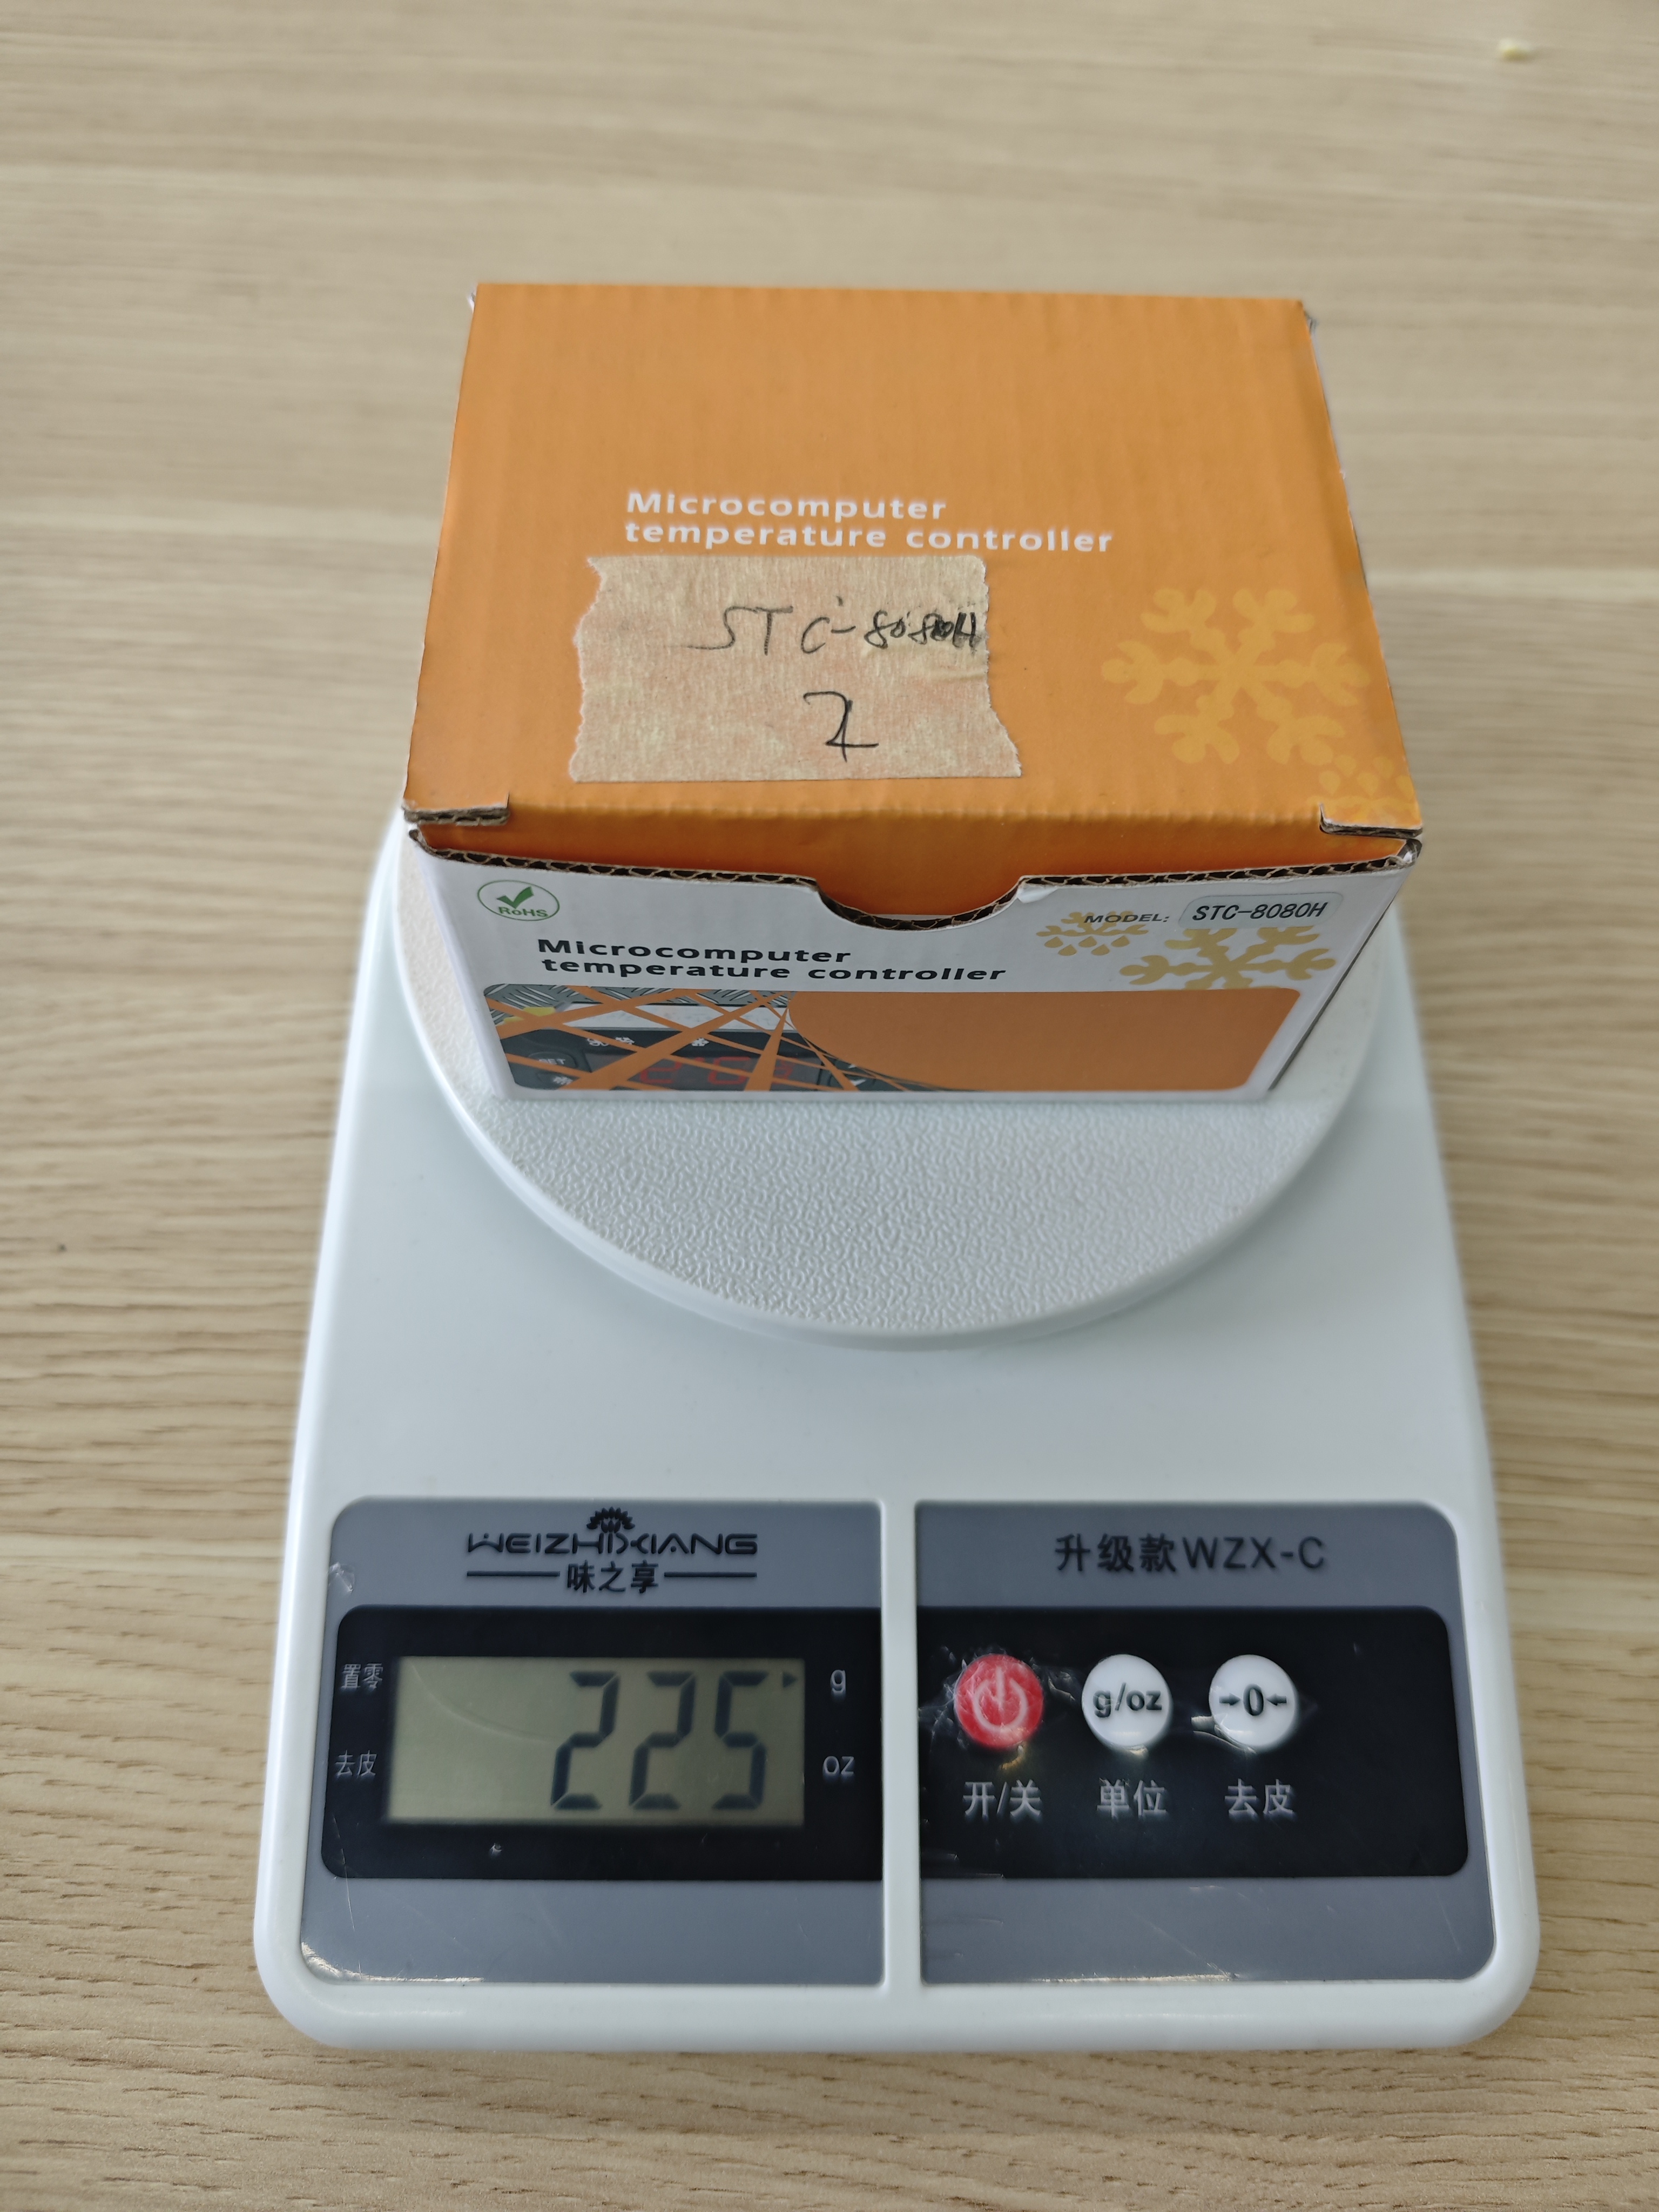 Microcomputer
temperature controller
STC-8080H
RoHS
MODEL: STC-8080H
Microcomputer
temperature controller
SET
WEIZHIXIANG
味之享
升级款WZX-C
置零
225
g
去皮
oz
g/oz
→0←
开/关
单位
去皮